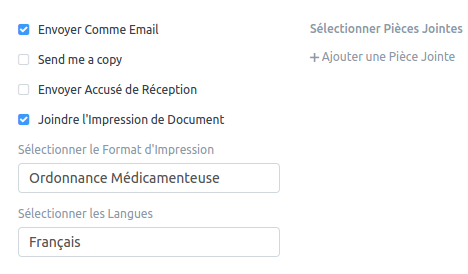 Envoyer Comme Email
Send me a copy
Envoyer Accusé de Réception
Joindre l'Impression de Document
Sélectionner le Format d'Impression
Ordonnance Médicamenteuse
Sélectionner les Langues
Français
Sélectionner Pièces Jointes
+ Ajouter une Pièce Jointe